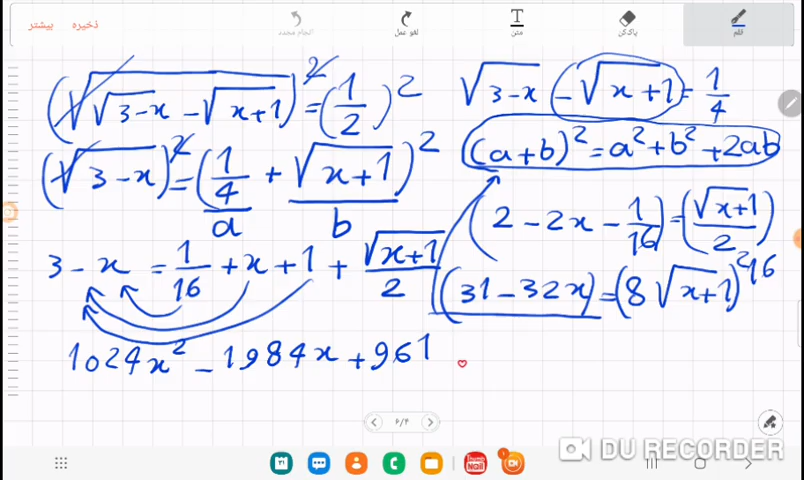 ذخیره بیشتر
انجام مجدد لغو عمل متن پاک‌کن قلم
(√(√3-x - √x+1))² = (1/2)²
√3-x - √x+1 = 1/4
(√3-x)² = (1/4 + √x+1)²
a b
(a+b)² = a² + b² + 2ab
3 - x = 1/16 + x + 1 + √x+1/2
(2 - 2x - 1/16) = (√x+1/2)
×16
(31 - 32x) = (8√x+1)²
1024x² - 1984x + 961
۶/۴
DU RECORDER